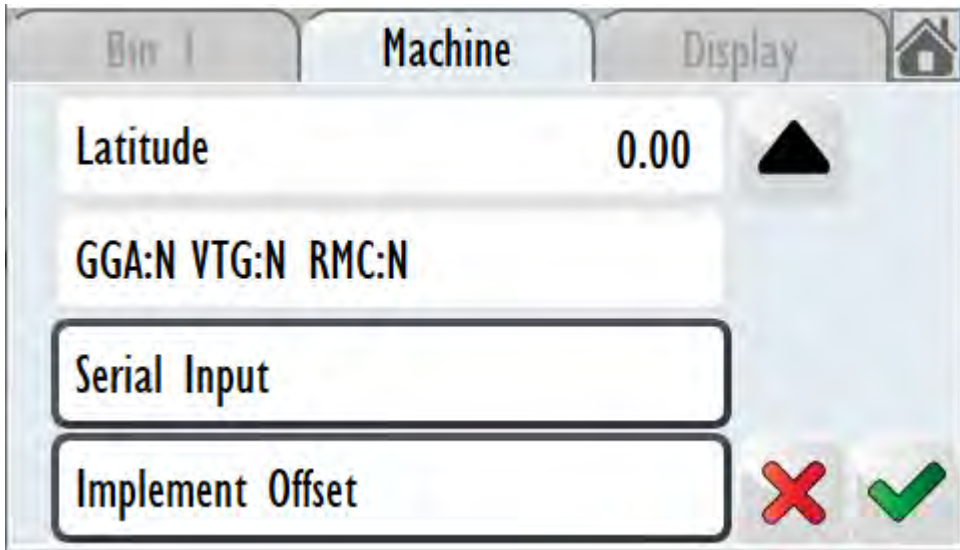 Bin 1 Machine Display
Latitude 0.00
GGA:N VTG:N RMC:N
Serial Input
Implement Offset